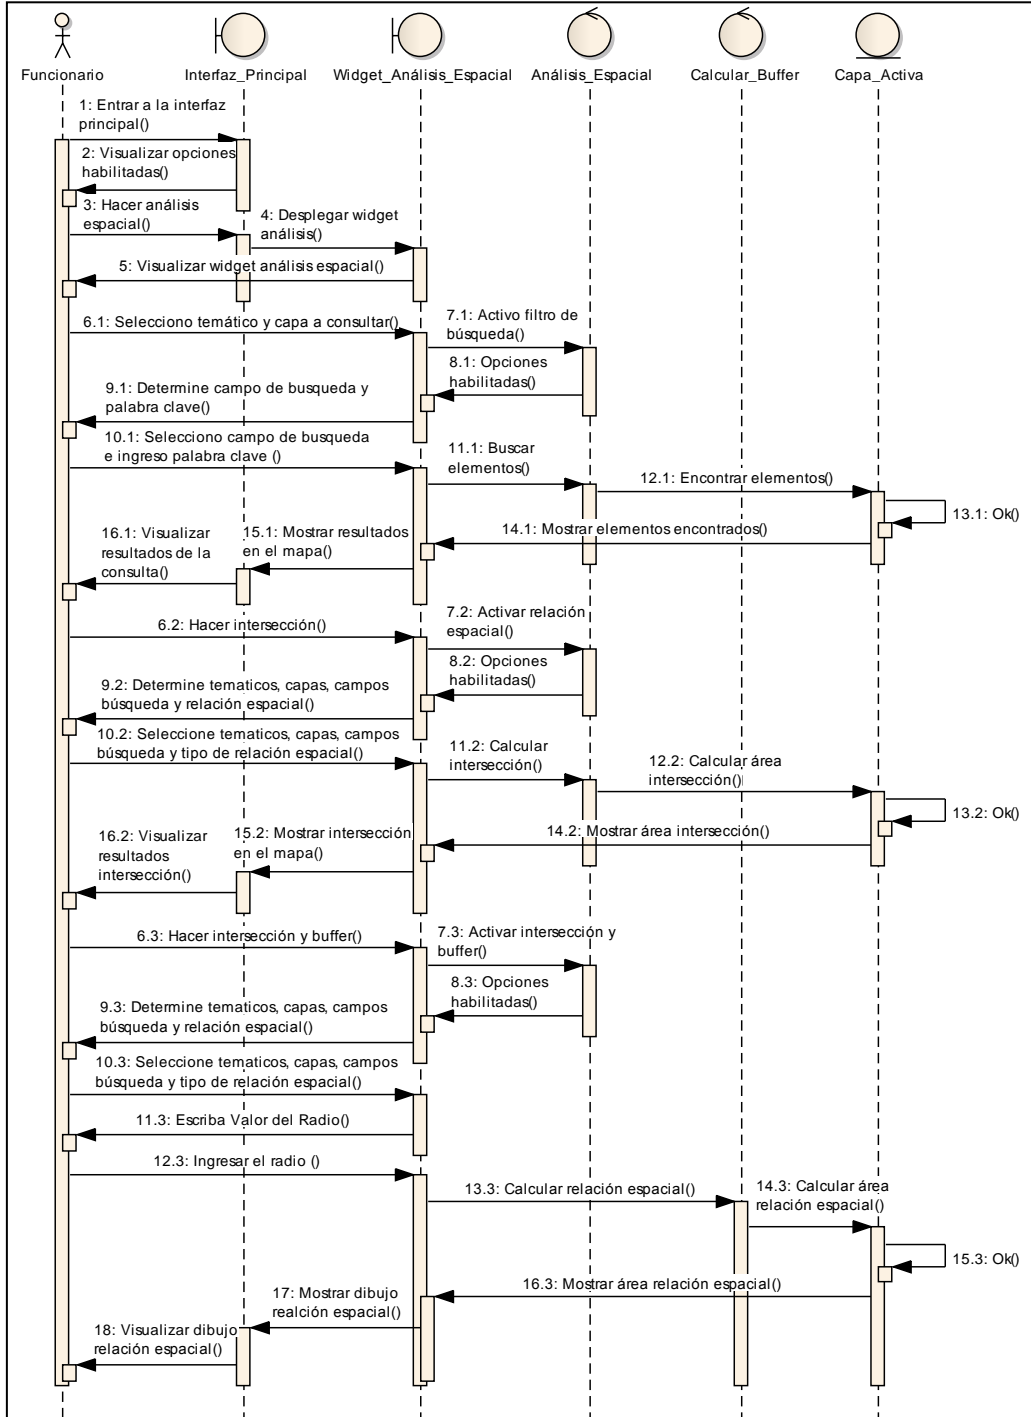 Funcionario
Interfaz_Principal
Widget_Análisis_Espacial
Análisis_Espacial
Calcular_Buffer
Capa_Activa
1: Entrar a la interfaz
principal()
2: Visualizar opciones
habilitadas()
3: Hacer análisis
espacial()
4: Desplegar widget
análisis()
5: Visualizar widget análisis espacial()
6.1: Selecciono temático y capa a consultar()
7.1: Activo filtro de
búsqueda()
8.1: Opciones
habilitadas()
9.1: Determine campo de busqueda y
palabra clave()
10.1: Selecciono campo de busqueda
e ingreso palabra clave ()
11.1: Buscar
elementos()
12.1: Encontrar elementos()
13.1: Ok()
14.1: Mostrar elementos encontrados()
15.1: Mostrar resultados
en el mapa()
16.1: Visualizar
resultados de la
consulta()
6.2: Hacer intersección()
7.2: Activar relación
espacial()
8.2: Opciones
habilitadas()
9.2: Determine tematicos, capas, campos
búsqueda y relación espacial()
10.2: Seleccione tematicos, capas, campos
búsqueda y tipo de relación espacial()
11.2: Calcular
intersección()
12.2: Calcular área
intersección()
13.2: Ok()
14.2: Mostrar área intersección()
15.2: Mostrar intersección
en el mapa()
16.2: Visualizar
resultados
intersección()
6.3: Hacer intersección y buffer()
7.3: Activar intersección y
buffer()
8.3: Opciones
habilitadas()
9.3: Determine tematicos, capas, campos
búsqueda y relación espacial()
10.3: Seleccione tematicos, capas, campos
búsqueda y tipo de relación espacial()
11.3: Escriba Valor del Radio()
12.3: Ingresar el radio ()
13.3: Calcular relación espacial()
14.3: Calcular área
relación espacial()
15.3: Ok()
16.3: Mostrar área relación espacial()
17: Mostrar dibujo
realción espacial()
18: Visualizar dibujo
relación espacial()